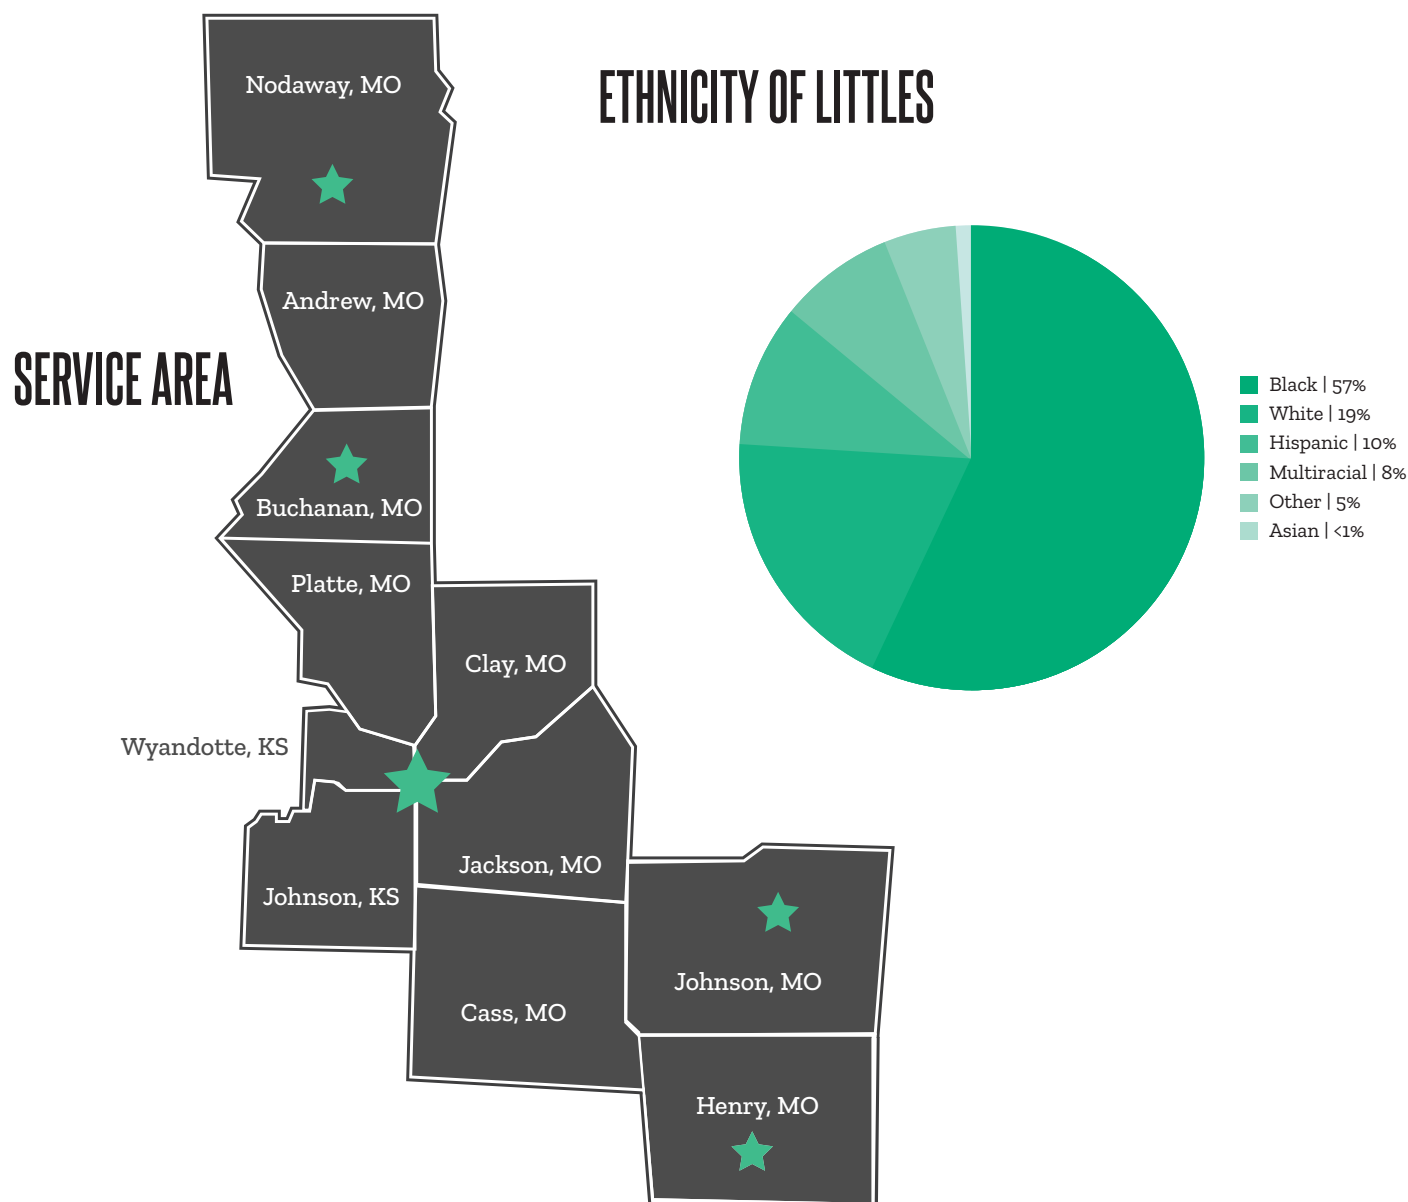 ETHNICITY OF LITTLES
SERVICE AREA
Nodaway, MO
Andrew, MO
Buchanan, MO
Platte, MO
Clay, MO
Wyandotte, KS
Jackson, MO
Johnson, KS
Johnson, MO
Cass, MO
Henry, MO
Black | 57%
White | 19%
Hispanic | 10%
Multiracial | 8%
Other | 5%
Asian | <1%